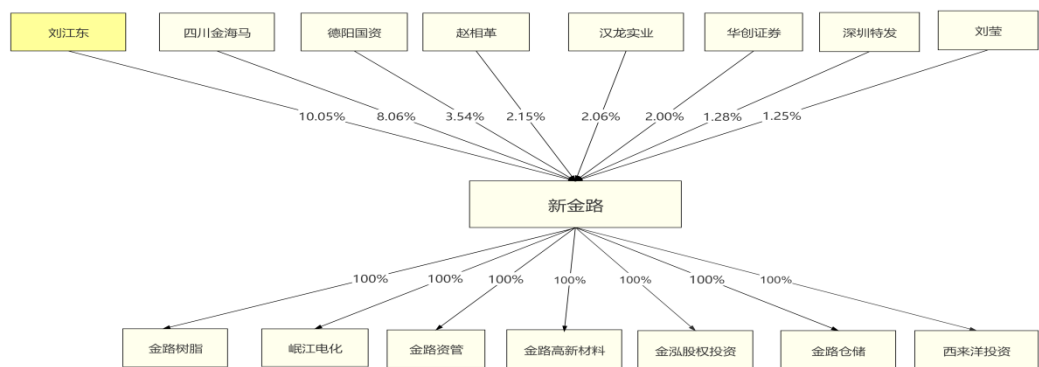 刘江东
四川金海马
德阳国资
赵相革
汉龙实业
华创证券
深圳特发
刘莹
10.05%
8.06%
3.54%
2.15%
2.06%
2.00%
1.28%
1.25%
新金路
100%
100%
100%
100%
100%
100%
100%
金路树脂
岷江电化
金路资管
金路高新材料
金泓股权投资
金路仓储
西来洋投资